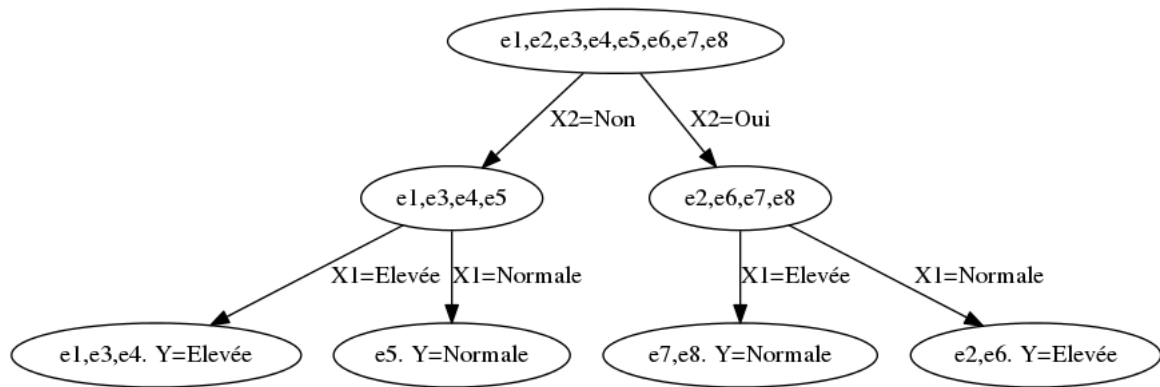 e1,e2,e3,e4,e5,e6,e7,e8
X2=Non
X2=Oui
e1,e3,e4,e5
e2,e6,e7,e8
X1=Elevée
X1=Normale
X1=Elevée
X1=Normale
e1,e3,e4. Y=Elevée
e5. Y=Normale
e7,e8. Y=Normale
e2,e6. Y=Elevée